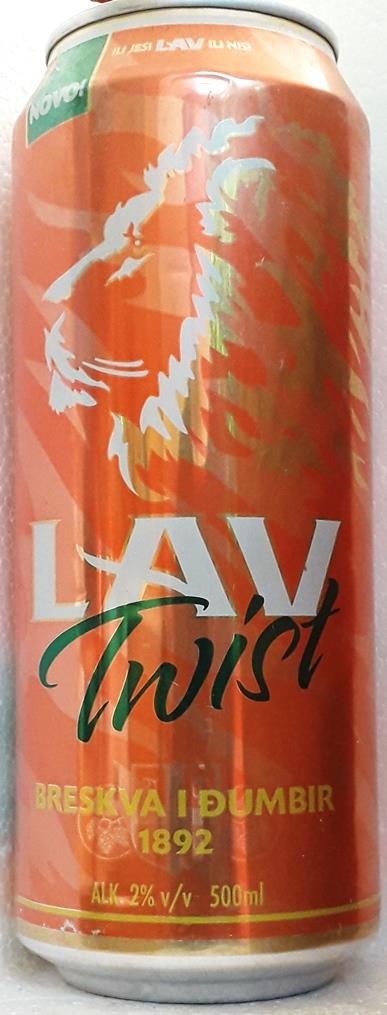 NOVO!
ILI JESI LAV ILI NISI
LAV
Twist
BRESKVA I ĐUMBIR
1892
ALK 2% v/v 500ml